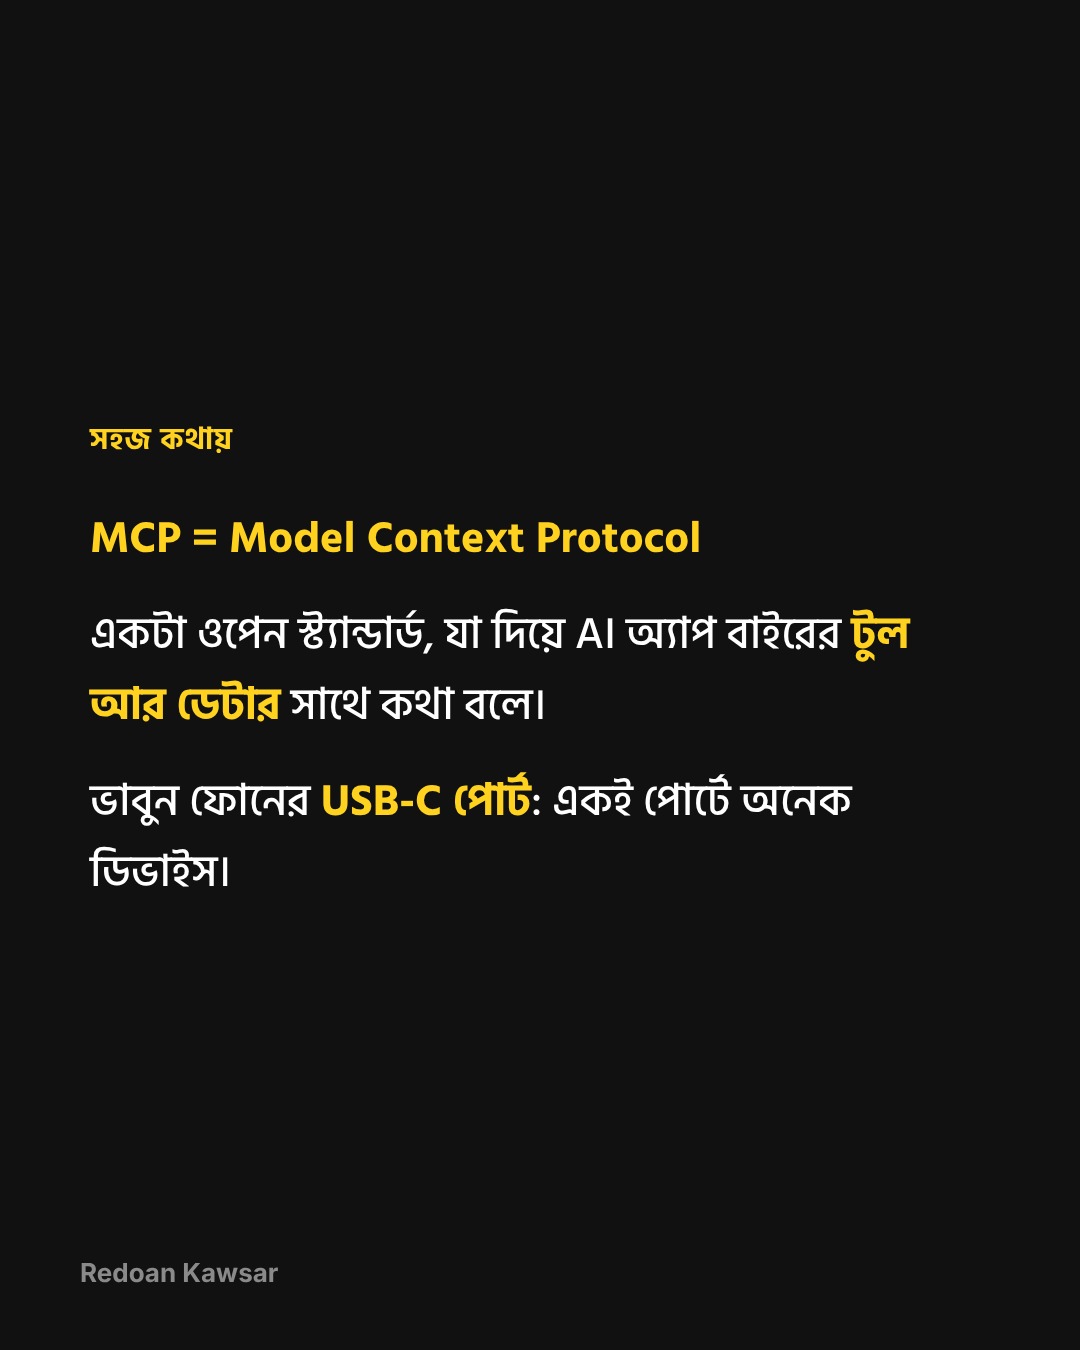 সহজ কথায়
MCP = Model Context Protocol
একটা ওপেন স্ট্যান্ডার্ড, যা দিয়ে AI অ্যাপ বাইরের টুল
আর ডেটার সাথে কথা বলে।
ভাবুন ফোনের USB-C পোর্ট: একই পোর্টে অনেক
ডিভাইস।
Redoan Kawsar